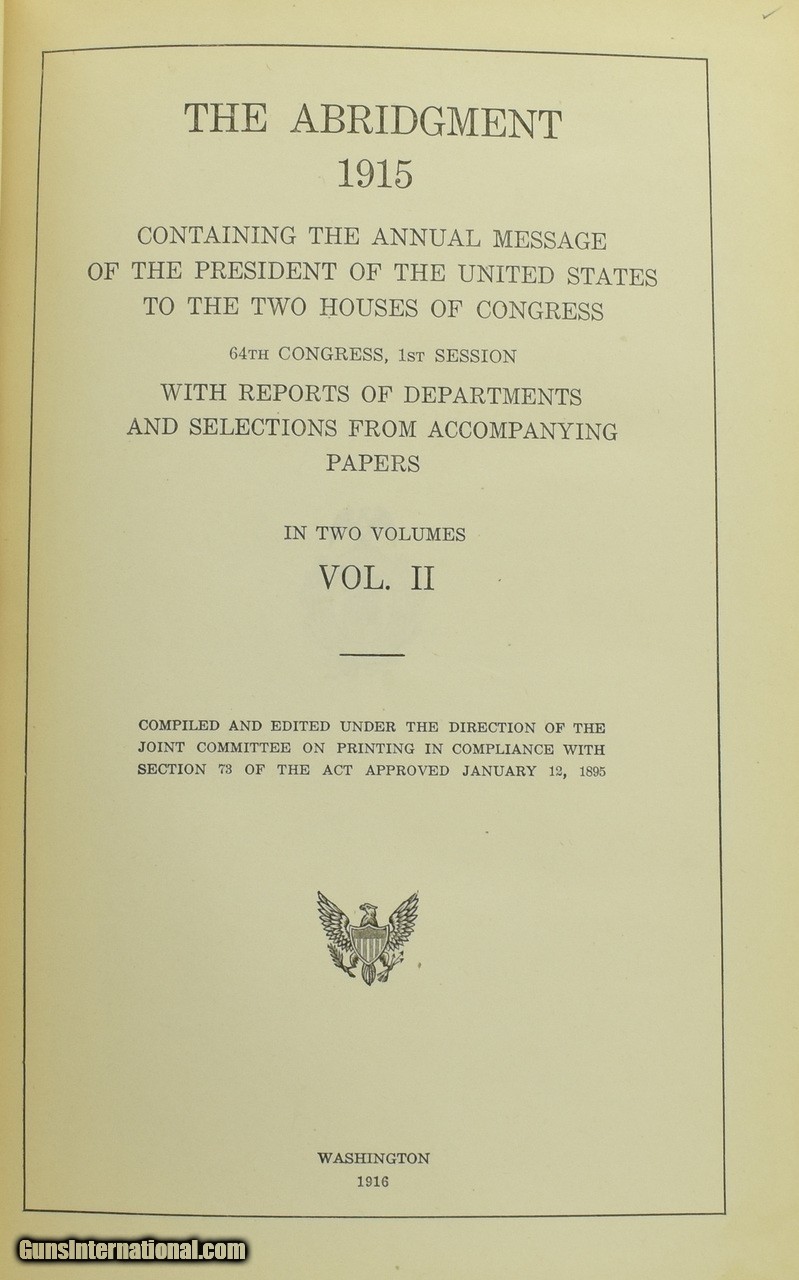 THE ABRIDGMENT
1915
CONTAINING THE ANNUAL MESSAGE
OF THE PRESIDENT OF THE UNITED STATES
TO THE TWO HOUSES OF CONGRESS
64TH CONGRESS, 1ST SESSION
WITH REPORTS OF DEPARTMENTS
AND SELECTIONS FROM ACCOMPANYING
PAPERS
IN TWO VOLUMES
VOL. II
COMPILED AND EDITED UNDER THE DIRECTION OF THE
JOINT COMMITTEE ON PRINTING IN COMPLIANCE WITH
SECTION 73 OF THE ACT APPROVED JANUARY 12, 1895
WASHINGTON
1916
GunsInternational.com